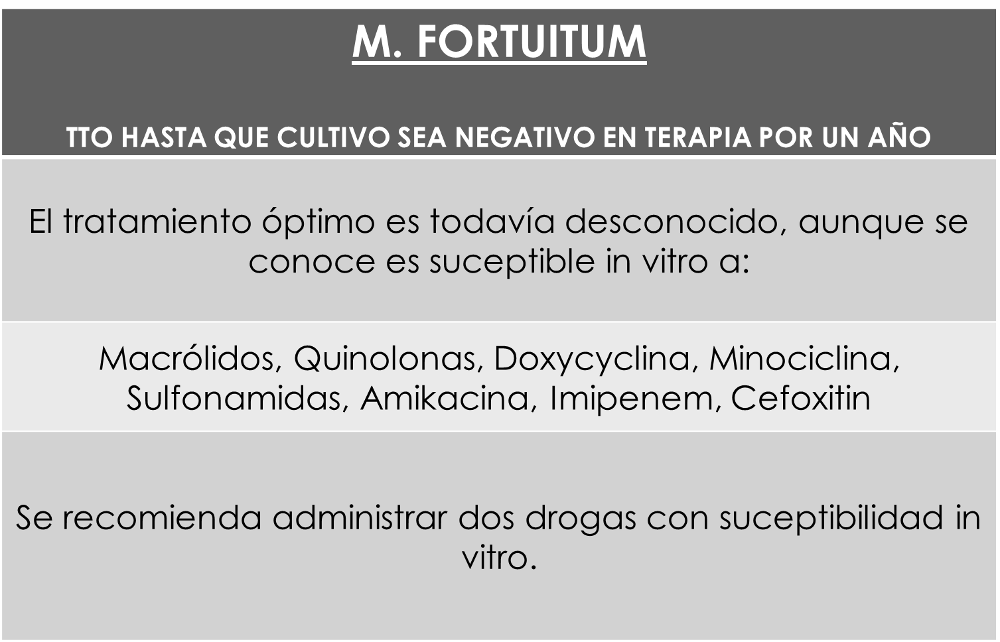 M. FORTUITUM
TTO HASTA QUE CULTIVO SEA NEGATIVO EN TERAPIA POR UN AÑO
El tratamiento óptimo es todavía desconocido, aunque se
conoce es suceptible in vitro a:
Macrólidos, Quinolonas, Doxycyclina, Minociclina,
Sulfonamidas, Amikacina, Imipenem, Cefoxitin
Se recomienda administrar dos drogas con suceptibilidad in
vitro.